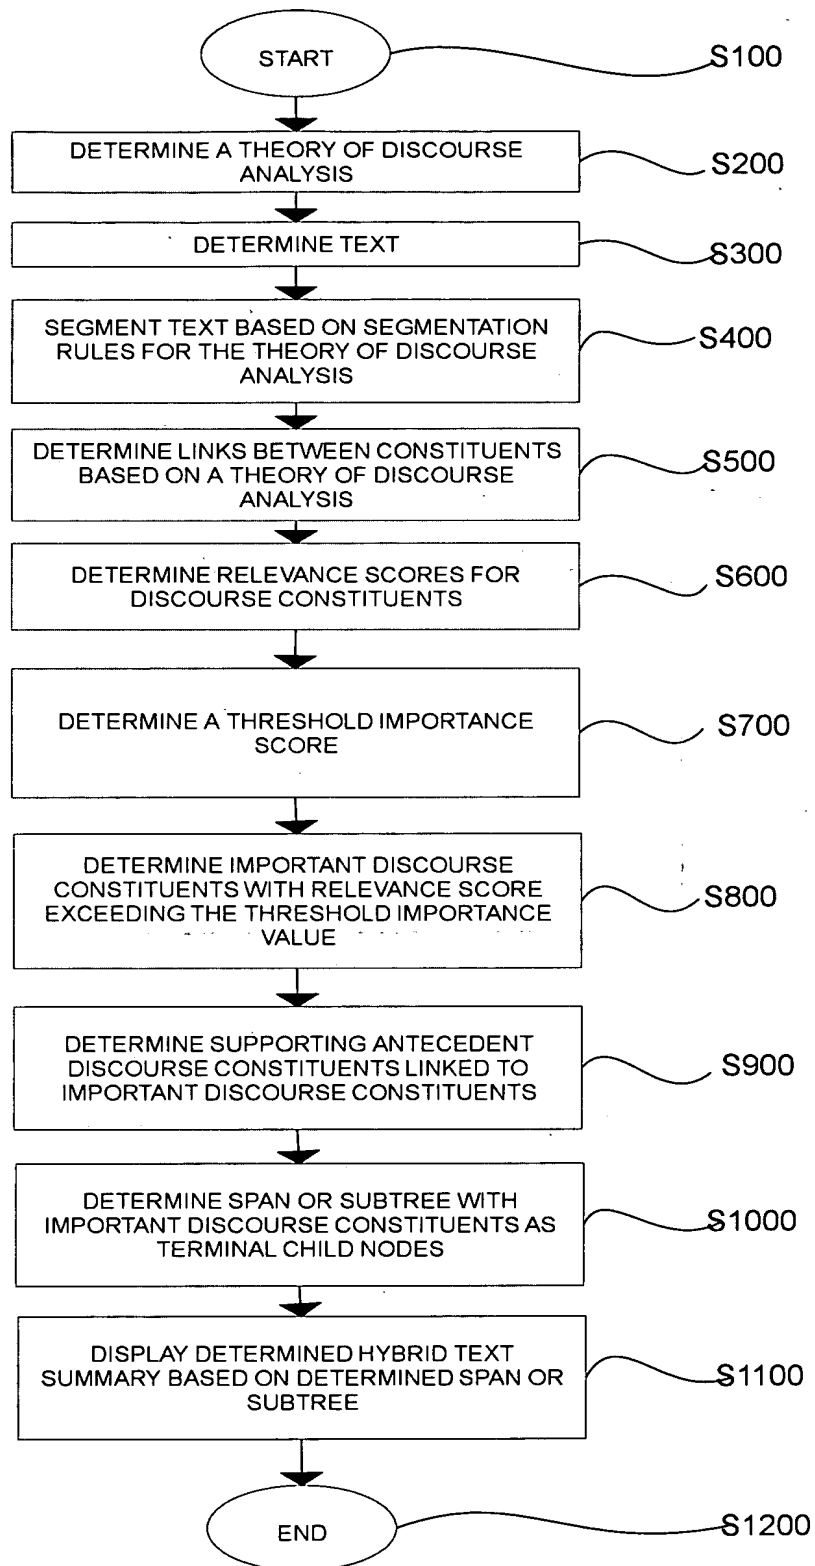 START
S100
DETERMINE A THEORY OF DISCOURSE
ANALYSIS
S200
DETERMINE TEXT
S300
SEGMENT TEXT BASED ON SEGMENTATION
RULES FOR THE THEORY OF DISCOURSE
ANALYSIS
S400
DETERMINE LINKS BETWEEN CONSTITUENTS
BASED ON A THEORY OF DISCOURSE
ANALYSIS
S500
DETERMINE RELEVANCE SCORES FOR
DISCOURSE CONSTITUENTS
S600
DETERMINE A THRESHOLD IMPORTANCE
SCORE
S700
DETERMINE IMPORTANT DISCOURSE
CONSTITUENTS WITH RELEVANCE SCORE
EXCEEDING THE THRESHOLD IMPORTANCE
VALUE
S800
DETERMINE SUPPORTING ANTECEDENT
DISCOURSE CONSTITUENTS LINKED TO
IMPORTANT DISCOURSE CONSTITUENTS
S900
DETERMINE SPAN OR SUBTREE WITH
IMPORTANT DISCOURSE CONSTITUENTS AS
TERMINAL CHILD NODES
S1000
DISPLAY DETERMINED HYBRID TEXT
SUMMARY BASED ON DETERMINED SPAN OR
SUBTREE
S1100
END
S1200